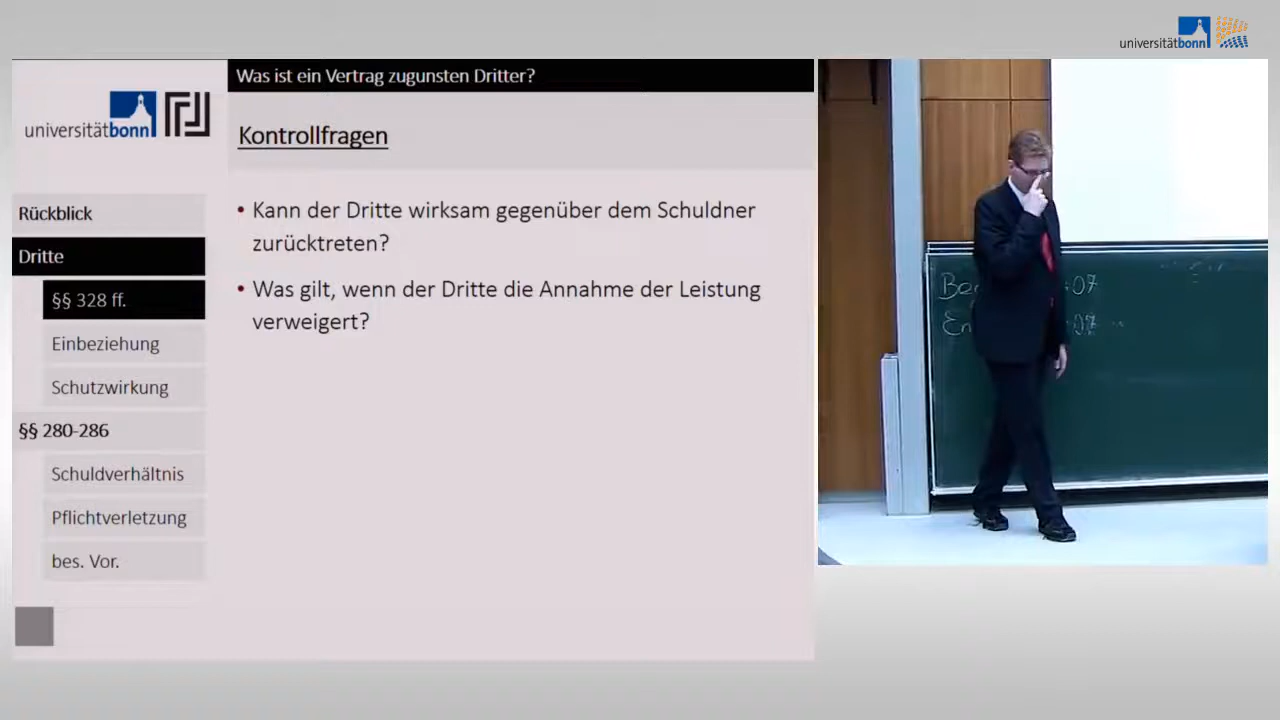 universitätbonn
Was ist ein Vertrag zugunsten Dritter?
universitätbonn
Kontrollfragen
Rückblick
Dritte
§§ 328 ff.
Einbeziehung
Schutzwirkung
§§ 280-286
Schuldverhältnis
Pflichtverletzung
bes. Vor.
• Kann der Dritte wirksam gegenüber dem Schuldner
zurücktreten?
• Was gilt, wenn der Dritte die Annahme der Leistung
verweigert?